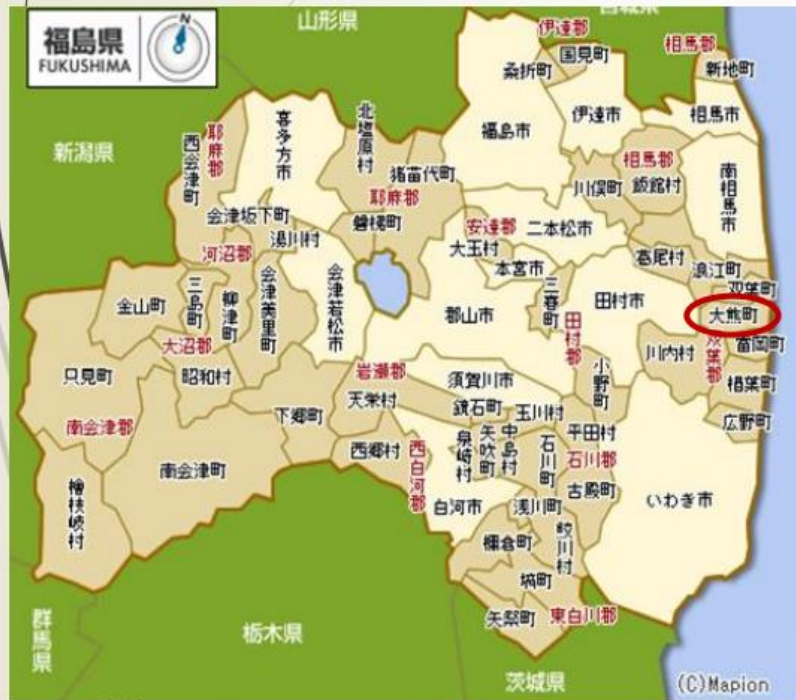 福島県
FUKUSHIMA
N
山形県
新潟県
伊達郡
国見町
桑折町
相馬郡
新地町
伊達市
相馬市
福島市
喜多方市
北塩原村
耶麻郡
西会津町
猪苗代町
耶麻郡
磐梯町
会津坂下町
湯川村
河沼郡
相馬郡
飯館村
川俣町
南相馬市
安達郡
二本松市
大玉村
本宮市
葛尾村
浪江町
双葉町
大熊町
双葉郡
富岡町
川内村
楢葉町
広野町
金山町
三島町
柳津町
会津美里町
会津若松市
郡山市
三春町
田村市
田村郡
小野町
大沼郡
昭和村
只見町
南会津郡
岩瀬郡
天栄村
須賀川市
鏡石町
玉川村
平田村
下郷町
西郷村
西白河郡
泉崎村
矢吹町
中島村
石川町
石川郡
古殿町
南会津町
檜枝岐村
白河市
浅川町
棚倉町
鮫川村
いわき市
塙町
矢祭町
東白川郡
群馬県
栃木県
茨城県
(C)Mapion